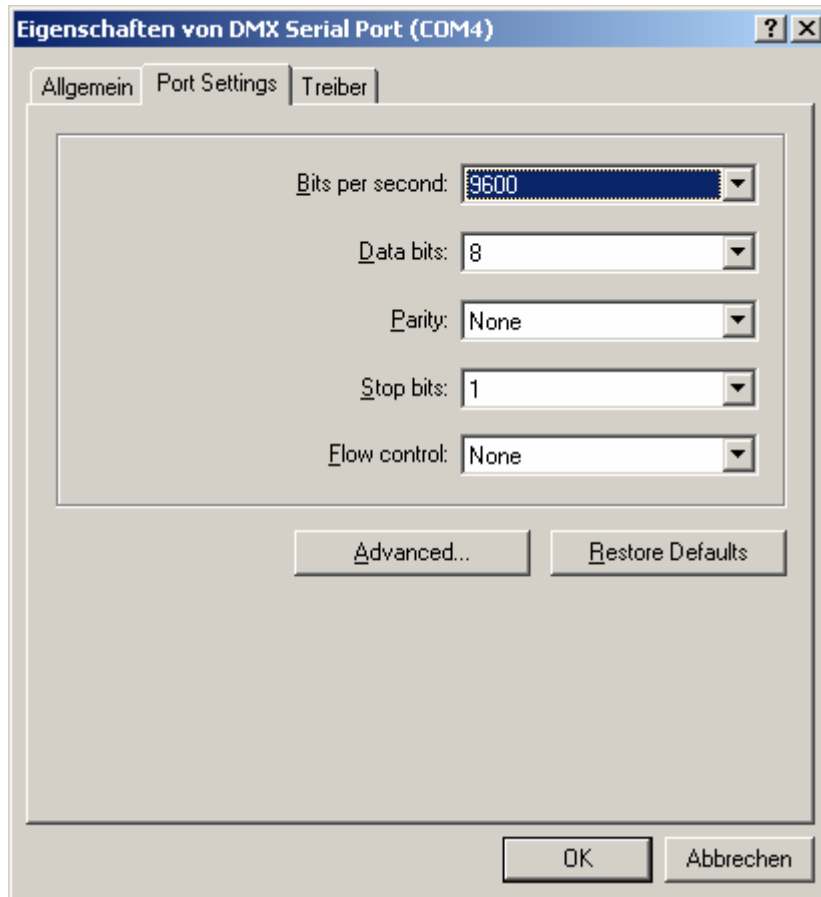 Eigenschaften von DMX Serial Port (COM4)
Allgemein Port Settings Treiber
Bits per second: 9600
Data bits: 8
Parity: None
Stop bits: 1
Flow control: None
Advanced... Restore Defaults
OK Abbrechen